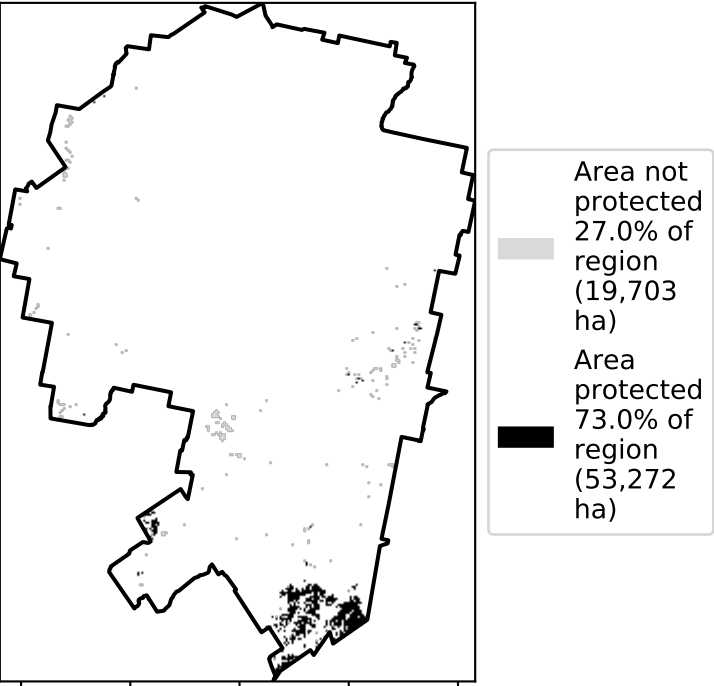 Area not
protected
27.0% of
region
(19,703
ha)
Area
protected
73.0% of
region
(53,272
ha)